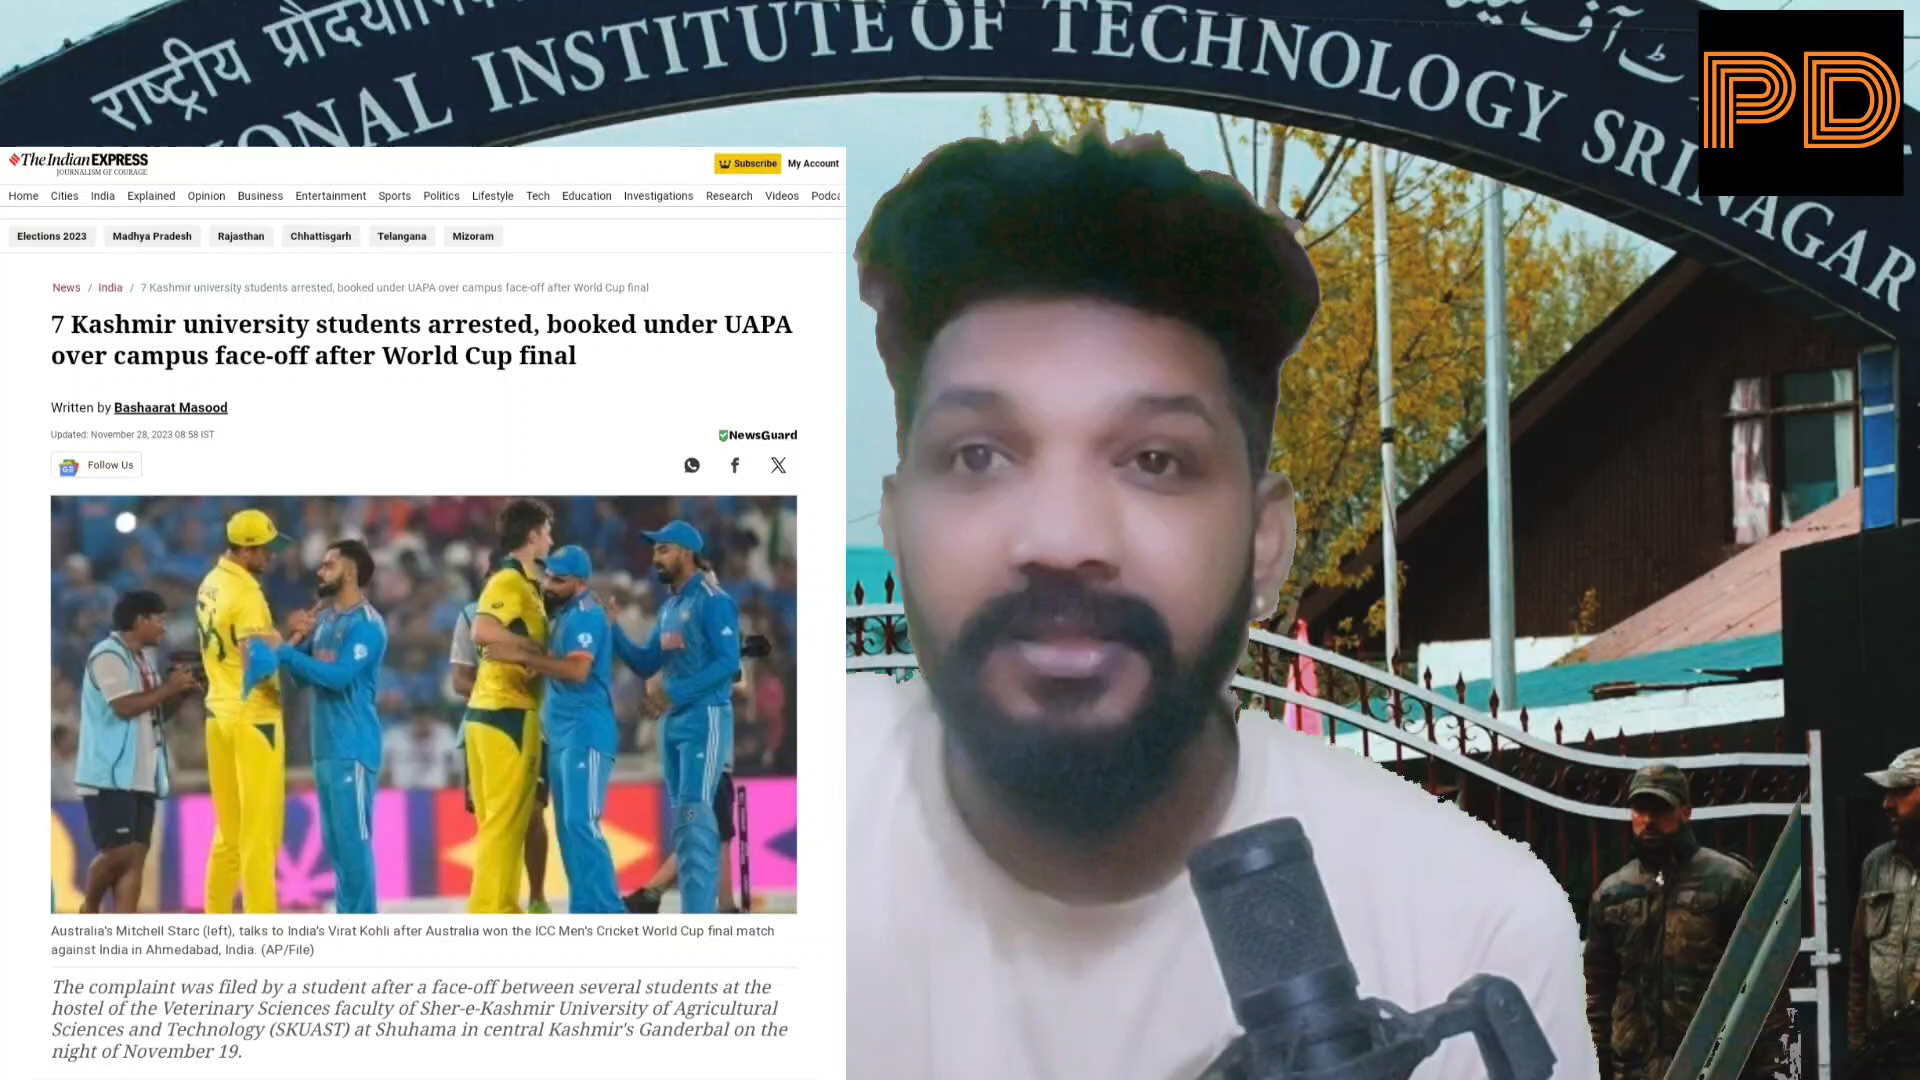 राष्ट्रीय
INSTITUTE OF TECHNOLOGY SRINAGAR
PD
The Indian EXPRESS
JOURNALISM OF COURAGE
Subscribe
My Account
Home Cities India Explained Opinion Business Entertainment Sports Politics Lifestyle Tech Education Investigations Research Videos
Elections 2023 Madhya Pradesh Rajasthan Chhattisgarh Telangana Mizoram
News / India / 7 Kashmir university students arrested, booked under UAPA over campus face-off after World Cup final
7 Kashmir university students arrested, booked under UAPA
over campus face-off after World Cup final
Written by Bashaarat Masood
Updated: November 28, 2023 08:58 IST
NewsGuard
Follow Us
Australia's Mitchell Starc (left), talks to India's Virat Kohli after Australia won the ICC Men's Cricket World Cup final match
against India in Ahmedabad, India. (AP/File)
The complaint was filed by a student after a face-off between several students at the
hostel of the Veterinary Sciences faculty of Sher-e-Kashmir University of Agricultural
Sciences and Technology (SKUAST) at Shuhama in central Kashmir's Ganderbal on the
night of November 19.